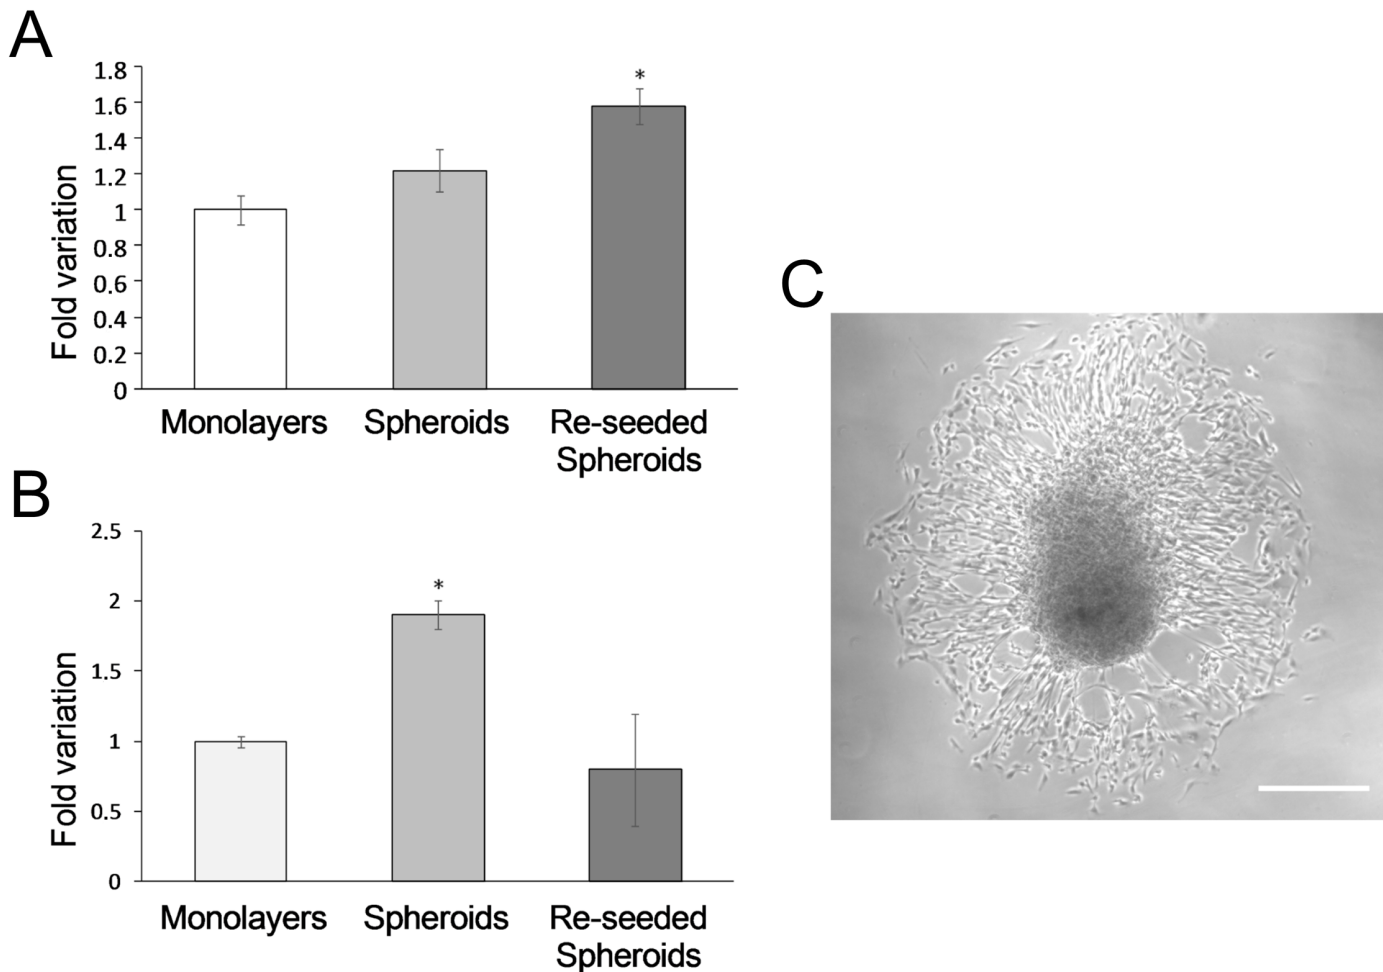 A
Fold variation
1.8
1.6
1.4
1.2
1
0.8
0.6
0.4
0.2
0
*
Monolayers
Spheroids
Re-seeded
Spheroids
B
Fold variation
2.5
2
1.5
1
0.5
0
*
Monolayers
Spheroids
Re-seeded
Spheroids
C